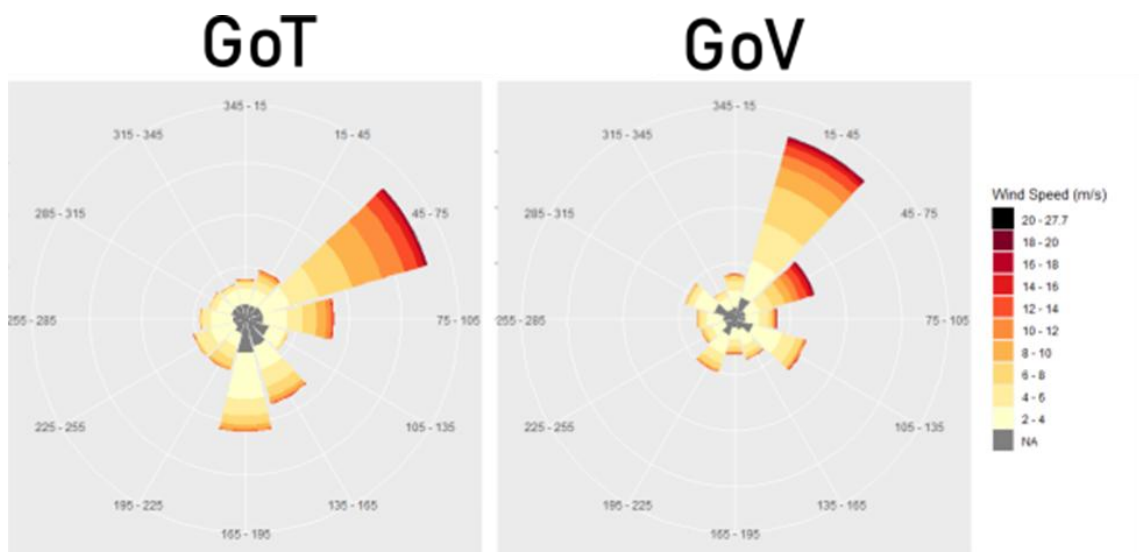 GoT
GoV
345 - 15
315 - 345
15 - 45
285 - 315
45 - 75
255 - 285
75 - 105
225 - 255
105 - 135
195 - 225
135 - 165
165 - 195
345 - 15
315 - 345
15 - 45
285 - 315
45 - 75
255 - 285
75 - 105
225 - 255
105 - 135
195 - 225
135 - 165
165 - 195
Wind Speed (m/s)
20 - 27.7
18 - 20
16 - 18
14 - 16
12 - 14
10 - 12
8 - 10
6 - 8
4 - 6
2 - 4
NA